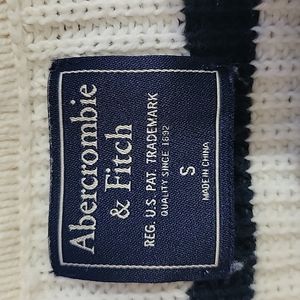 Abercrombie
& Fitch
REG. U.S. PAT. TRADEMARK
QUALITY SINCE 1892
S
MADE IN CHINA